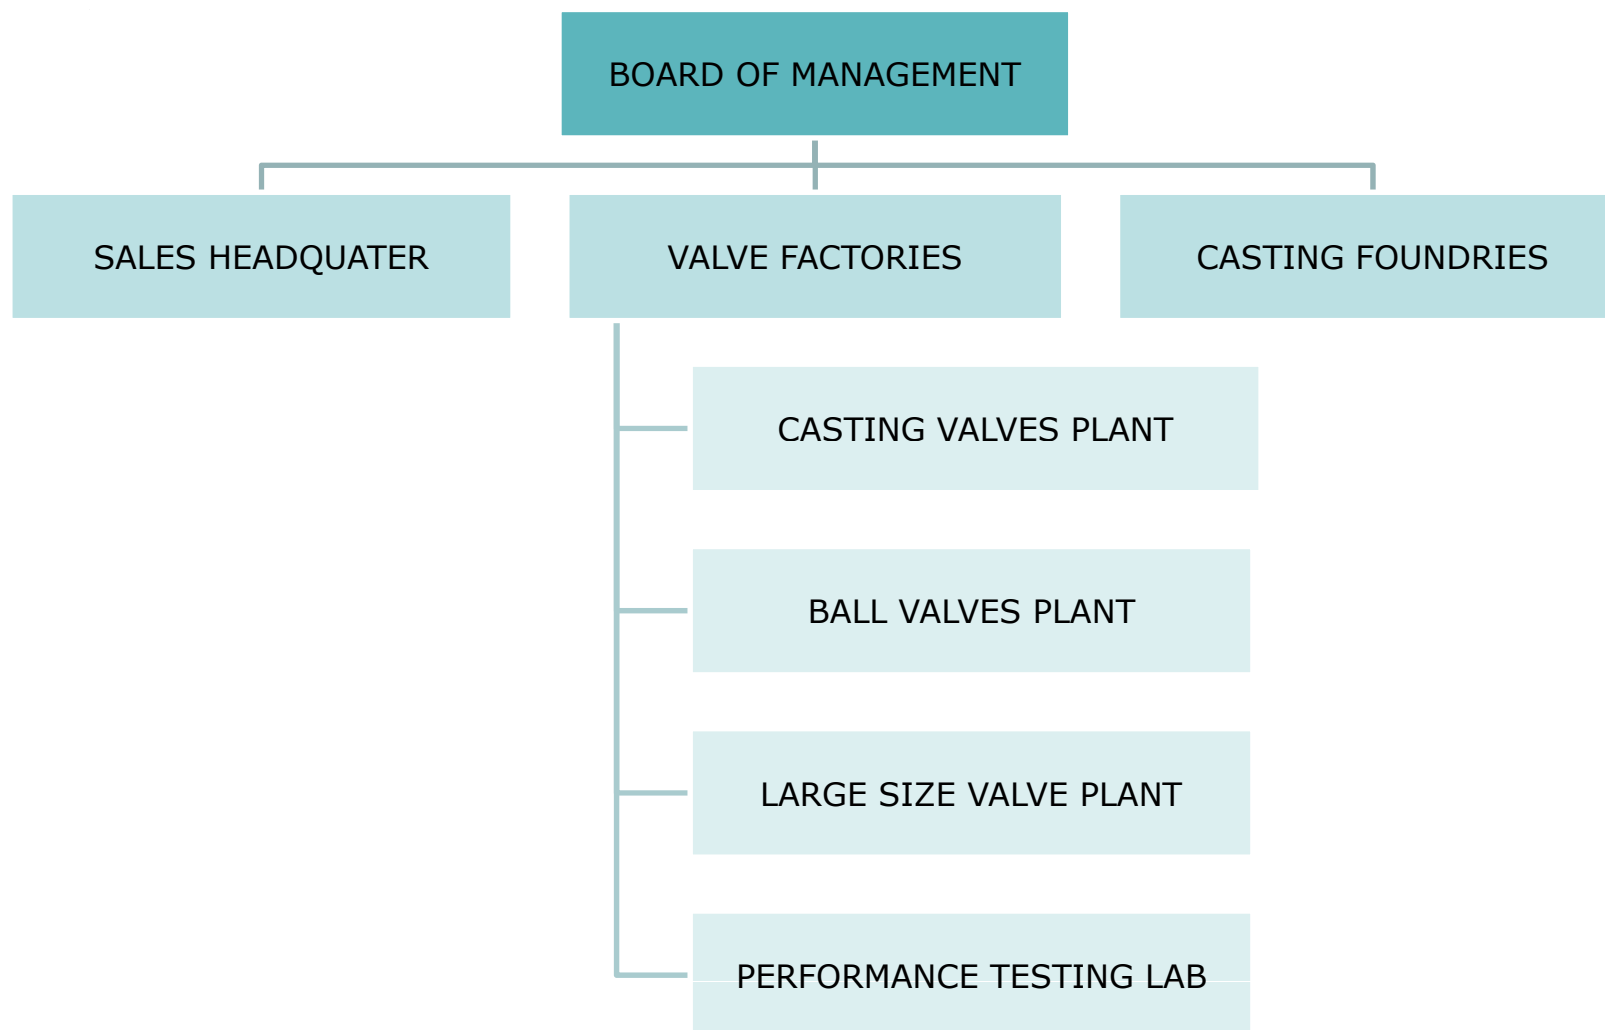 BOARD OF MANAGEMENT
SALES HEADQUATER
VALVE FACTORIES
CASTING FOUNDRIES
CASTING VALVES PLANT
BALL VALVES PLANT
LARGE SIZE VALVE PLANT
PERFORMANCE TESTING LAB